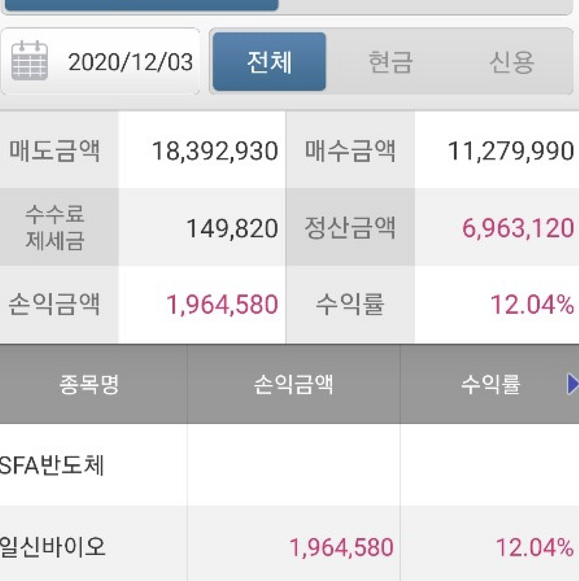 2020/12/03 전체 현금 신용
매도금액 18,392,930 매수금액 11,279,990
수수료
제세금 149,820 정산금액 6,963,120
손익금액 1,964,580 수익률 12.04%
종목명 손익금액 수익률
SFA반도체
일신바이오 1,964,580 12.04%